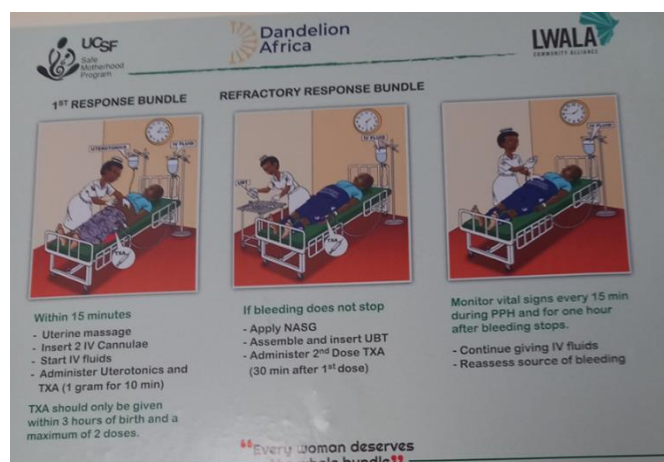 UCSF
Safe
Motherhood
Program
Dandelion
Africa
LWALA
COMMUNITY ALLIANCE
1ST RESPONSE BUNDLE
UTEROTONICS
IV FLUID
TXA
Within 15 minutes
- Uterine massage
- Insert 2 IV Cannulae
- Start IV fluids
- Administer Uterotonics and
TXA (1 gram for 10 min)
TXA should only be given
within 3 hours of birth and a
maximum of 2 doses.
REFRACTORY RESPONSE BUNDLE
UBT
IV FLUID
TXA
If bleeding does not stop
- Apply NASG
- Assemble and insert UBT
- Administer 2nd Dose TXA
(30 min after 1st dose)
IV FLUID
Monitor vital signs every 15 min
during PPH and for one hour
after bleeding stops.
- Continue giving IV fluids
- Reassess source of bleeding
"Every woman deserves
whole bundle"